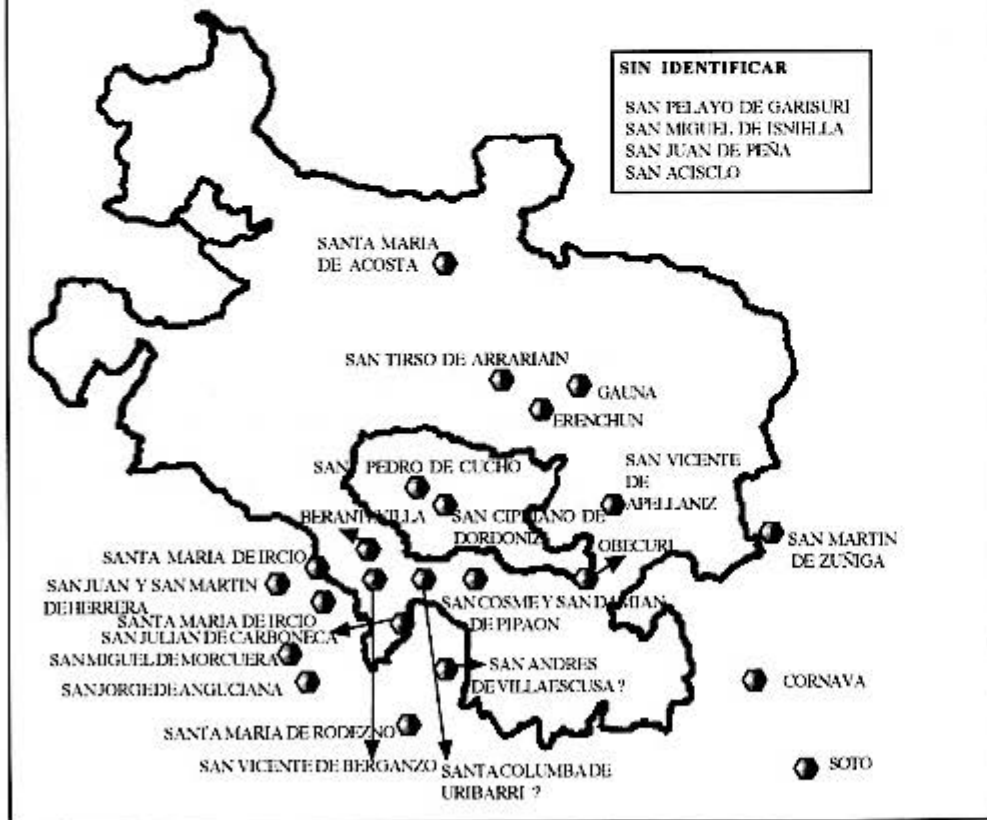 SIN IDENTIFICAR
SAN PELAYO DE GARISURI
SAN MIGUEL DE ISNIELLA
SAN JUAN DE PEÑA
SAN ACISCLO
SANTA MARIA
DE ACOSTA
SAN TIRSO DE ARRARIAIN
GAUNA
ERENCHUN
SAN PEDRO DE CUCHO
SAN VICENTE
DE
APELLANIZ
BERANTEVILLA
SAN CIPRIANO DE
DORDONIZ
OBECURI
SAN MARTIN
DE ZUÑIGA
SANTA MARIA DE IRCIO
SAN JUAN Y SAN MARTIN
DE HERRERA
SAN COSME Y SAN DAMIAN
DE PIPAON
SANTA MARIA DE IRCIO
SAN JULIAN DE CARBONECA
SAN MIGUEL DE MORCUERA
SAN JORGE DE ANGUCIANA
SAN ANDRES
DE VILLAESCUSA ?
CORNAVA
SANTA MARIA DE RODEZNO
SAN VICENTE DE BERGANZO
SANTA COLUMBA DE
URIBARRI ?
SOTO